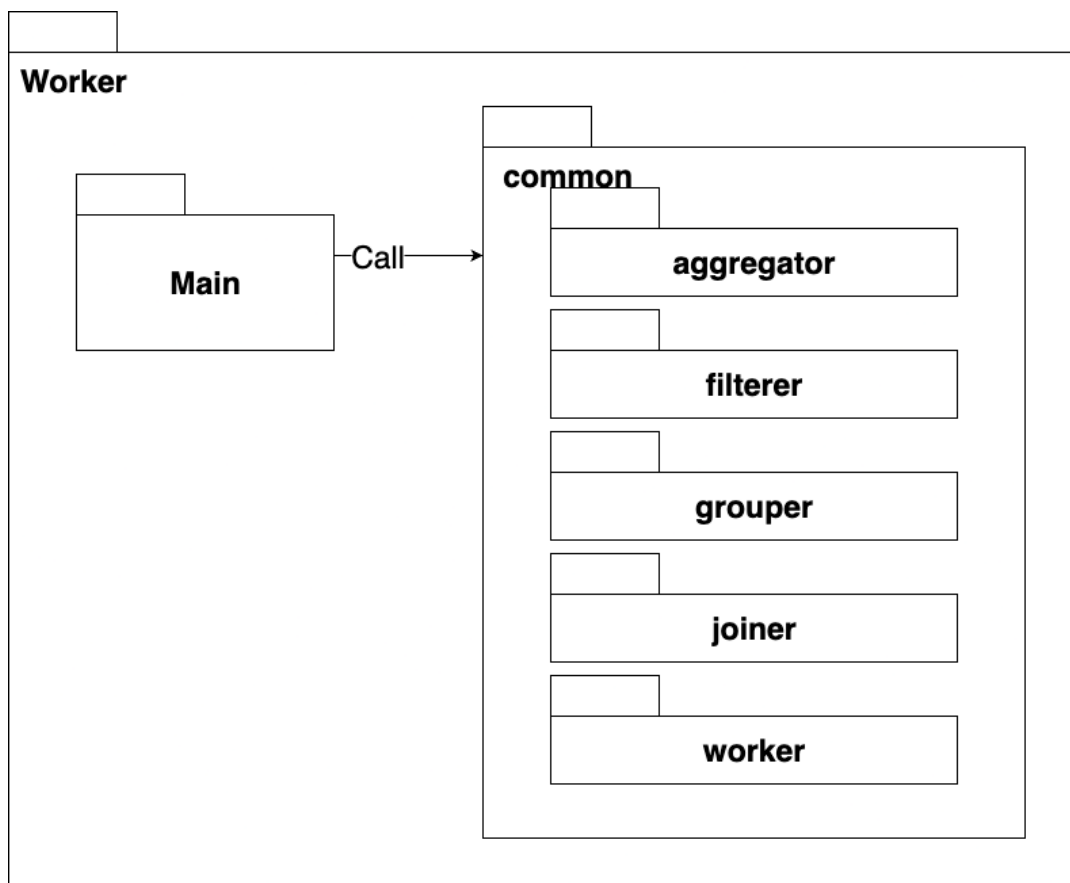 Worker
common
Main
Call
aggregator
filterer
grouper
joiner
worker